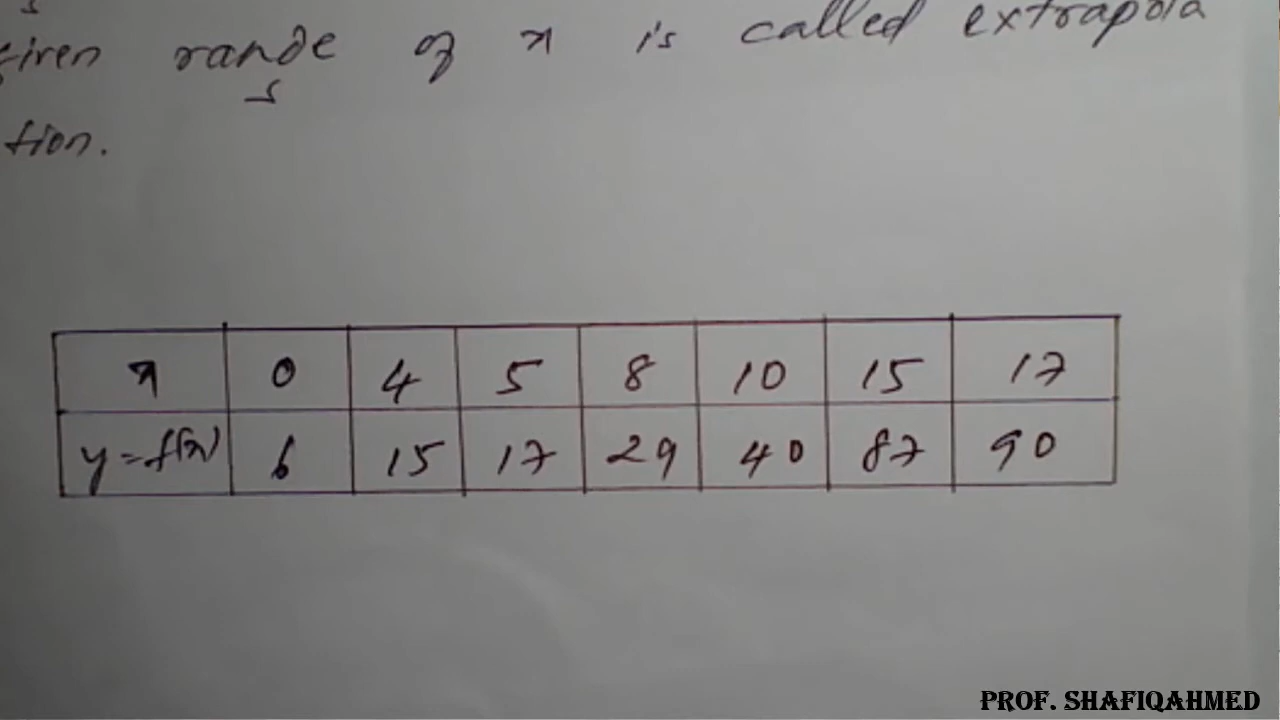 given range of x is called extrapola
tion.
x 0 4 5 8 10 15 17
y=f(x) 6 15 17 29 40 87 90
PROF. SHAFIQAHMED